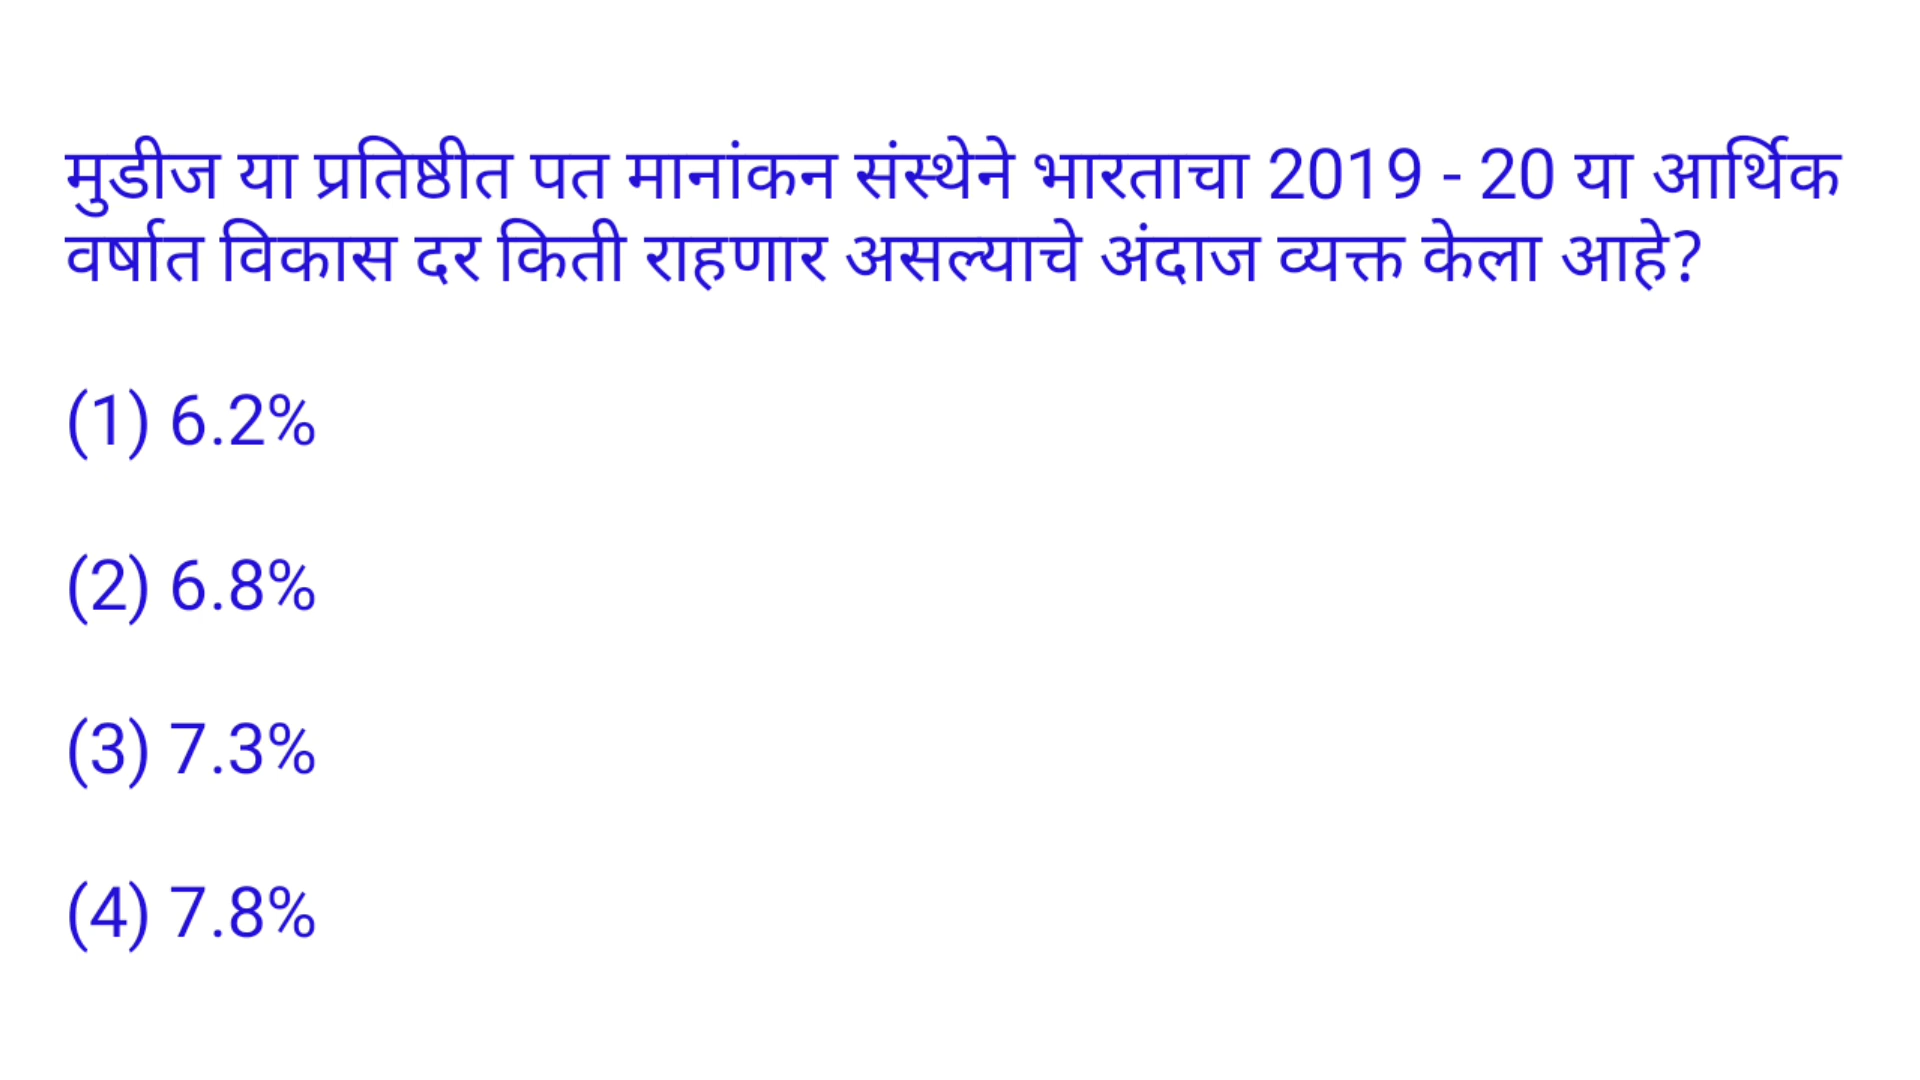 मुडीज या प्रतिष्ठीत पत मानांकन संस्थेने भारताचा 2019 - 20 या आर्थिक
वर्षात विकास दर किती राहणार असल्याचे अंदाज व्यक्त केला आहे?
(1) 6.2%
(2) 6.8%
(3) 7.3%
(4) 7.8%